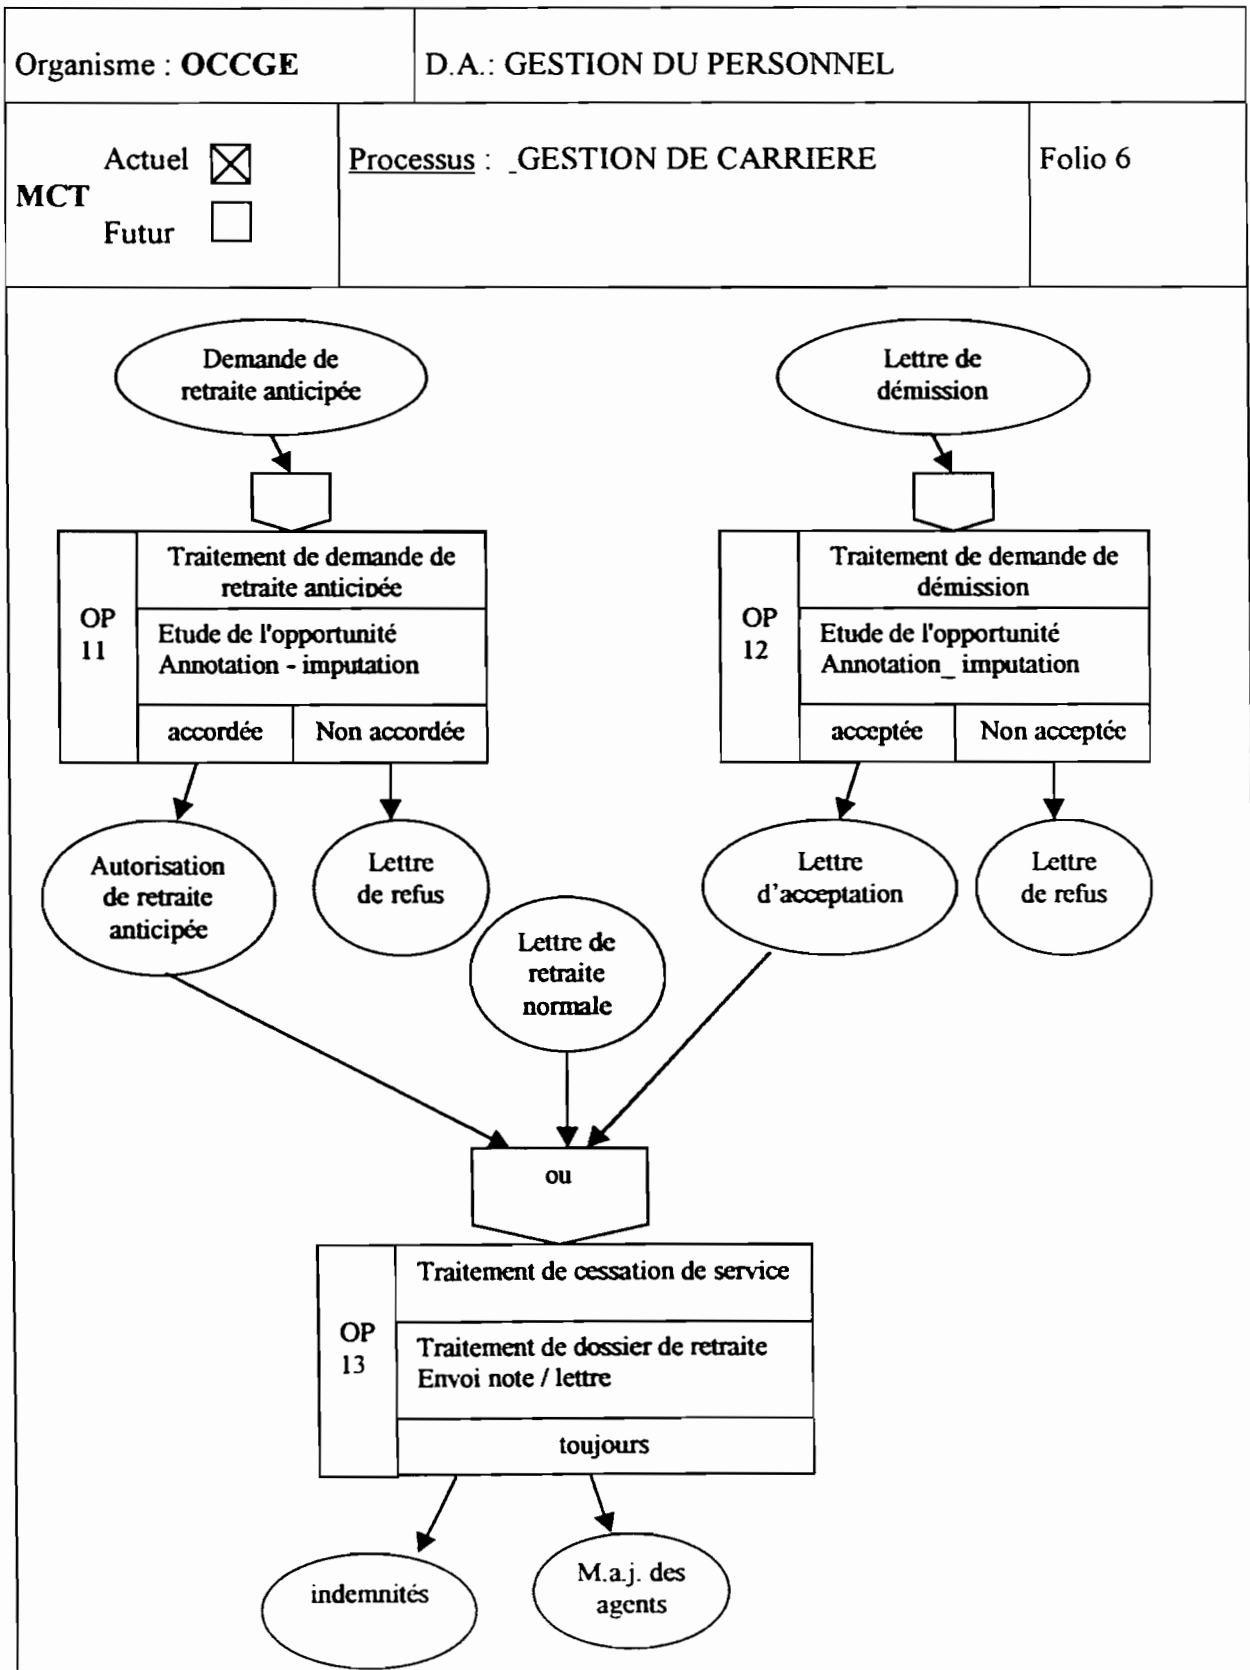 Organisme : OCCGE
D.A.: GESTION DU PERSONNEL
MCT
Actuel
Futur
Processus : _GESTION DE CARRIERE
Folio 6
Demande de
retraite anticipée
Lettre de
démission
OP
11
Traitement de demande de
retraite anticipée
Etude de l'opportunité
Annotation - imputation
accordée
Non accordée
OP
12
Traitement de demande de
démission
Etude de l'opportunité
Annotation_ imputation
acceptée
Non acceptée
Autorisation
de retraite
anticipée
Lettre
de refus
Lettre de
retraite
normale
Lettre
d'acceptation
Lettre
de refus
ou
OP
13
Traitement de cessation de service
Traitement de dossier de retraite
Envoi note / lettre
toujours
indemnités
M.a.j. des
agents